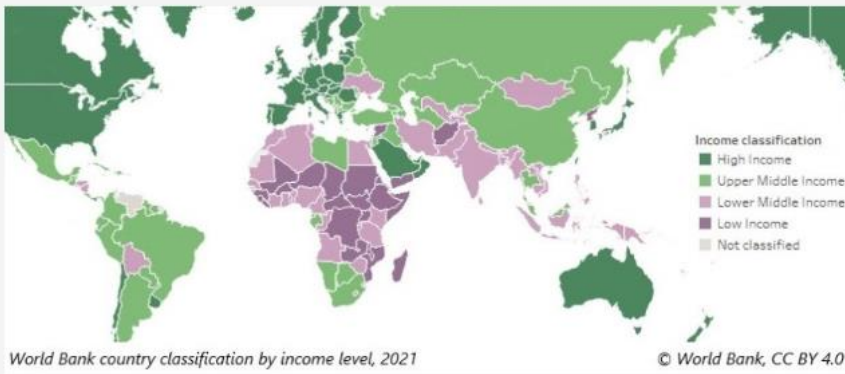 Income classification
High Income
Upper Middle Income
Lower Middle Income
Low Income
Not classified
World Bank country classification by income level, 2021
© World Bank, CC BY 4.0